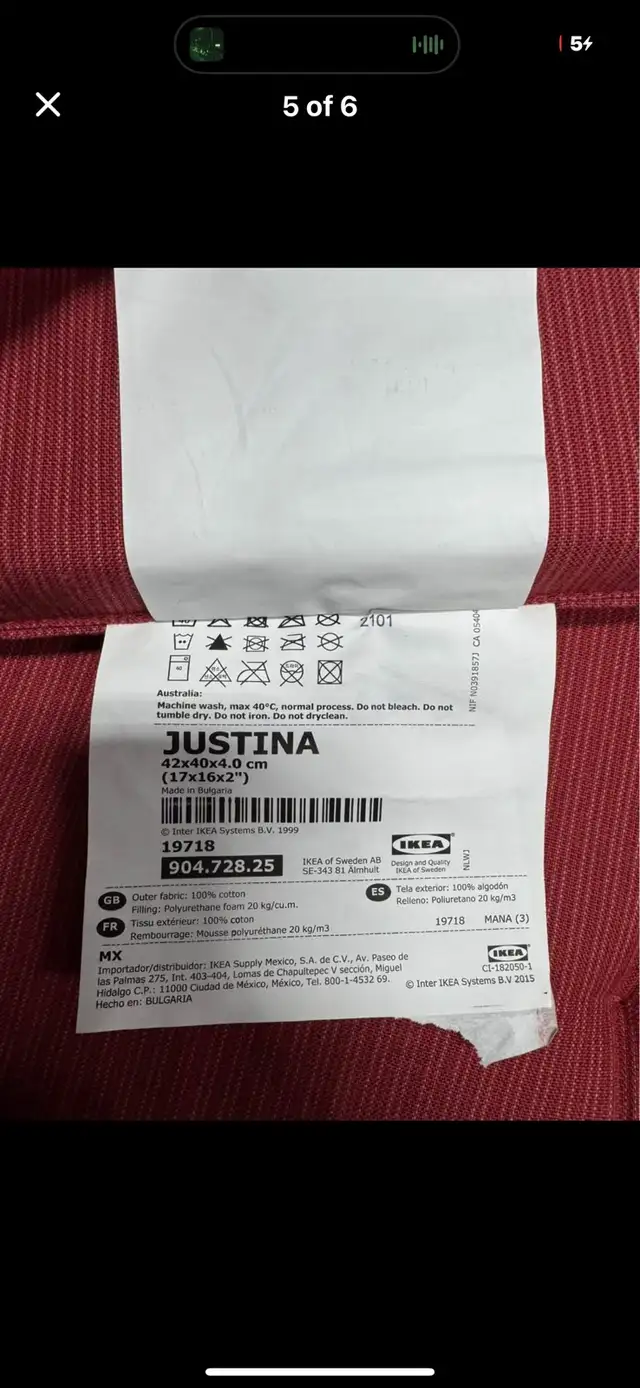 5
5 of 6
2101
NIF N0391857J CA 05404
40
Australia:
Machine wash, max 40°C, normal process. Do not bleach. Do not
tumble dry. Do not iron. Do not dryclean.
JUSTINA
42x40x4.0 cm
(17x16x2")
Made in Bulgaria
© Inter IKEA Systems B.V. 1999
19718
904.728.25
IKEA of Sweden AB
SE-343 81 Älmhult
IKEA
Design and Quality
IKEA of Sweden
NLWJ
GB Outer fabric: 100% cotton
Filling: Polyurethane foam 20 kg/cu.m.
ES Tela exterior: 100% algodón
Relleno: Poliuretano 20 kg/m3
FR Tissu extérieur: 100% coton
Rembourrage: Mousse polyuréthane 20 kg/m3
19718 MANA (3)
MX
Importador/distribuidor: IKEA Supply Mexico, S.A. de C.V., Av. Paseo de
las Palmas 275, Int. 403-404, Lomas de Chapultepec V sección, Miguel
Hidalgo C.P.: 11000 Ciudad de México, México, Tel. 800-1-4532 69.
Hecho en: BULGARIA
IKEA
CI-182050-1
© Inter IKEA Systems B.V 2015